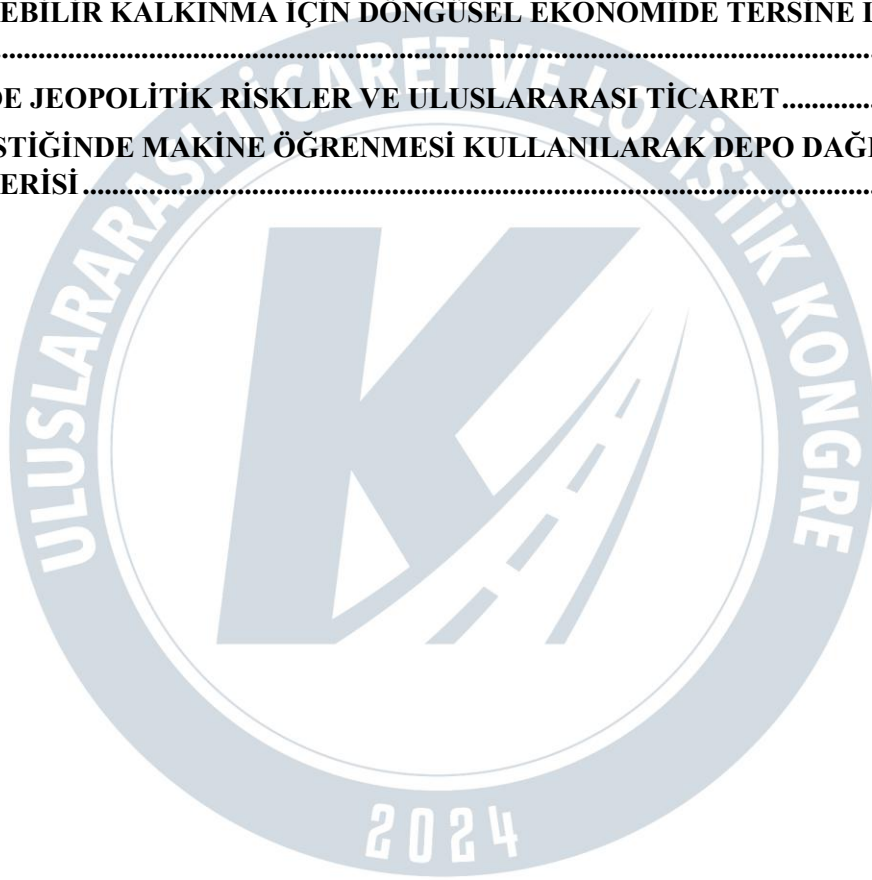 EBİLİR KALKINMA İÇİN DÖNGÜSEL EKONOMİDE TERSİNE
........................................................................................................................
DE JEOPOLİTİK RİSKLER VE ULUSLARARASI TİCARET..............
STİĞİNDE MAKİNE ÖĞRENMESİ KULLANILARAK DEPO DAĞI
ERİSİ........................................................................................................................
ULUSLARARASI TİCARET VE LOJİSTİK KONGRE
2024